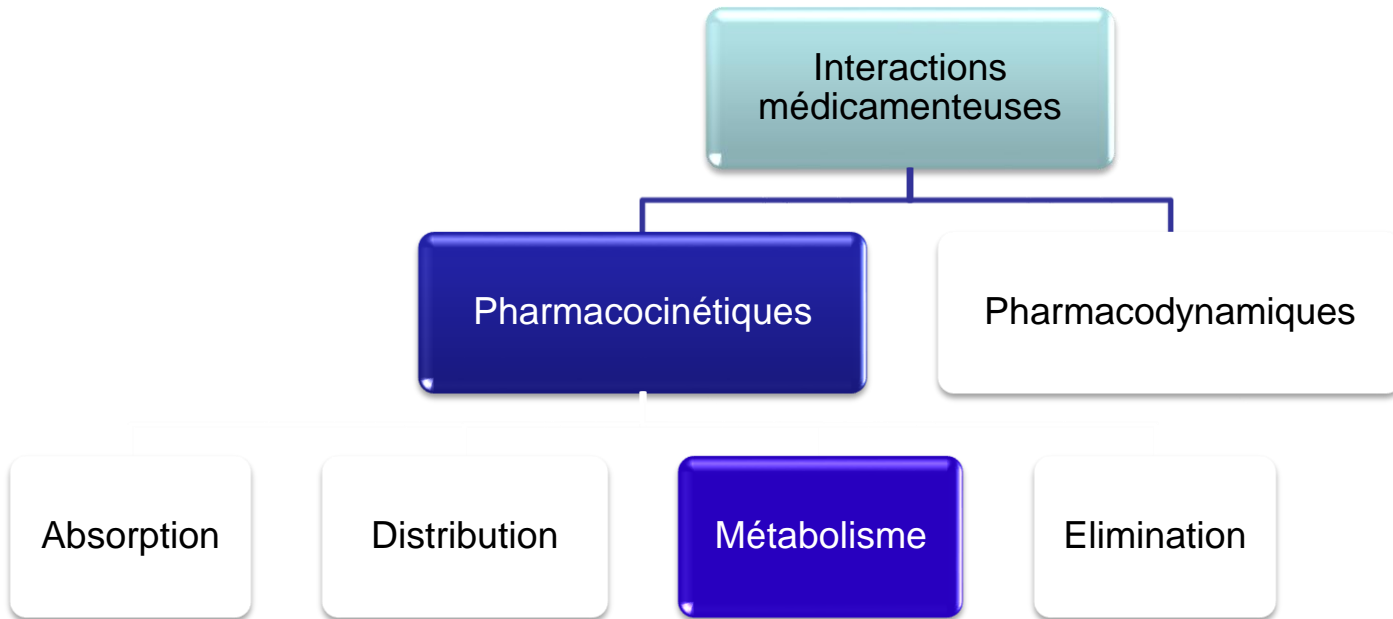 Interactions
médicamenteuses
Pharmacocinétiques
Pharmacodynamiques
Absorption
Distribution
Métabolisme
Elimination